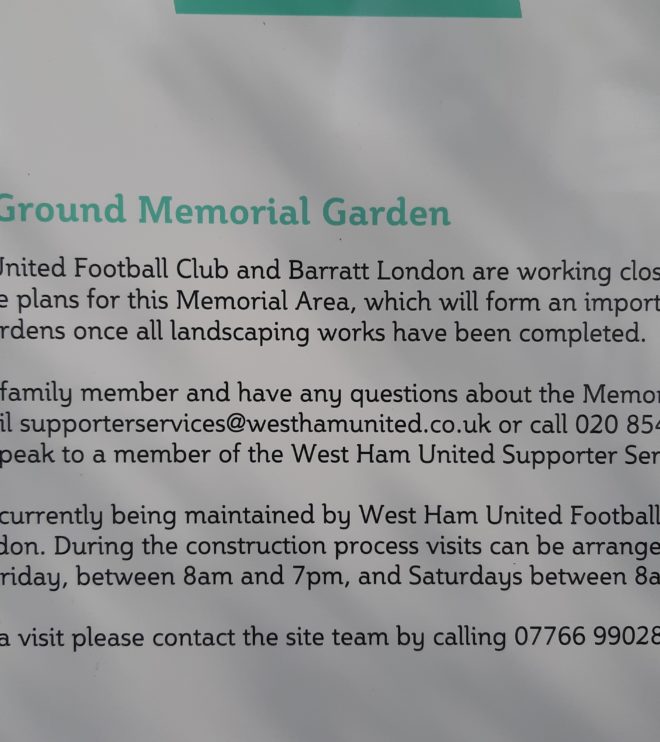 Ground Memorial Garden
United Football Club and Barratt London are working clos
e plans for this Memorial Area, which will form an import
rdens once all landscaping works have been completed.
family member and have any questions about the Memor
il supporterservices@westhamunited.co.uk or call 020 854
peak to a member of the West Ham United Supporter Ser
currently being maintained by West Ham United Football
don. During the construction process visits can be arrange
riday, between 8am and 7pm, and Saturdays between 8a
a visit please contact the site team by calling 07766 99028